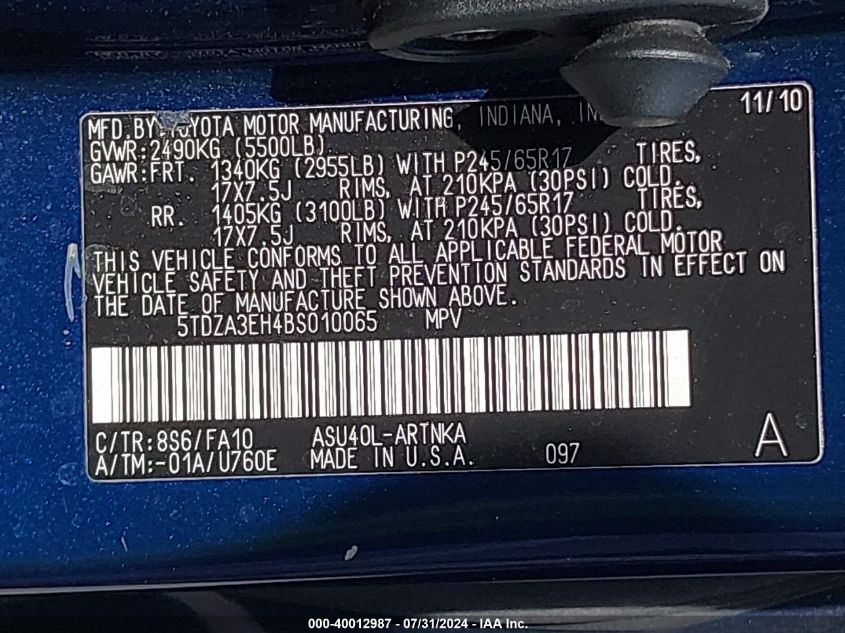 11/10
MFD.BY:TOYOTA MOTOR MANUFACTURING, INDIANA,
GVWR:2490KG (5500LB)
GAWR:FRT. 1340KG (2955LB) WITH P245/65R17 TIRES,
17X7.5J RIMS, AT 210KPA (30PSI) COLD.
RR. 1405KG (3100LB) WITH P245/65R17 TIRES,
17X7.5J RIMS, AT 210KPA (30PSI) COLD.
THIS VEHICLE CONFORMS TO ALL APPLICABLE FEDERAL MOTOR
VEHICLE SAFETY AND THEFT PREVENTION STANDARDS IN EFFECT ON
THE DATE OF MANUFACTURE SHOWN ABOVE.
5TDZA3EH4BS010065 MPV
C/TR:8S6/FA10 ASU40L-ARTNKA
A/TM:-01A/U760E MADE IN U.S.A. 097 A
000-40012987 - 07/31/2024 - IAA Inc.